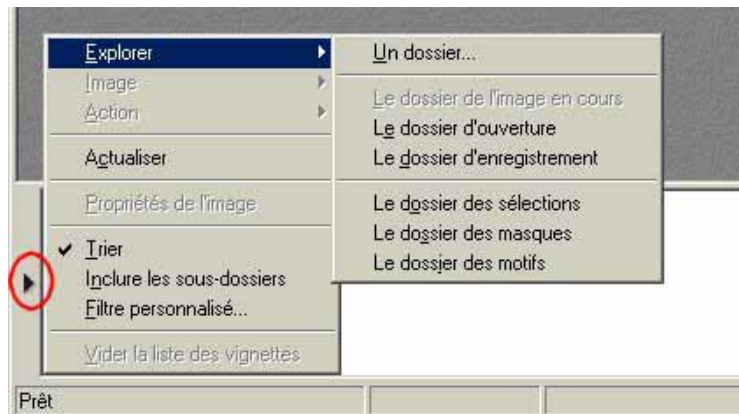 Explorer
Image
Action
Actualiser
Propriétés de l'image
Trier
Inclure les sous-dossiers
Filtre personnalisé...
Vider la liste des vignettes
Un dossier...
Le dossier de l'image en cours
Le dossier d'ouverture
Le dossier d'enregistrement
Le dossier des sélections
Le dossier des masques
Le dossier des motifs
Prêt